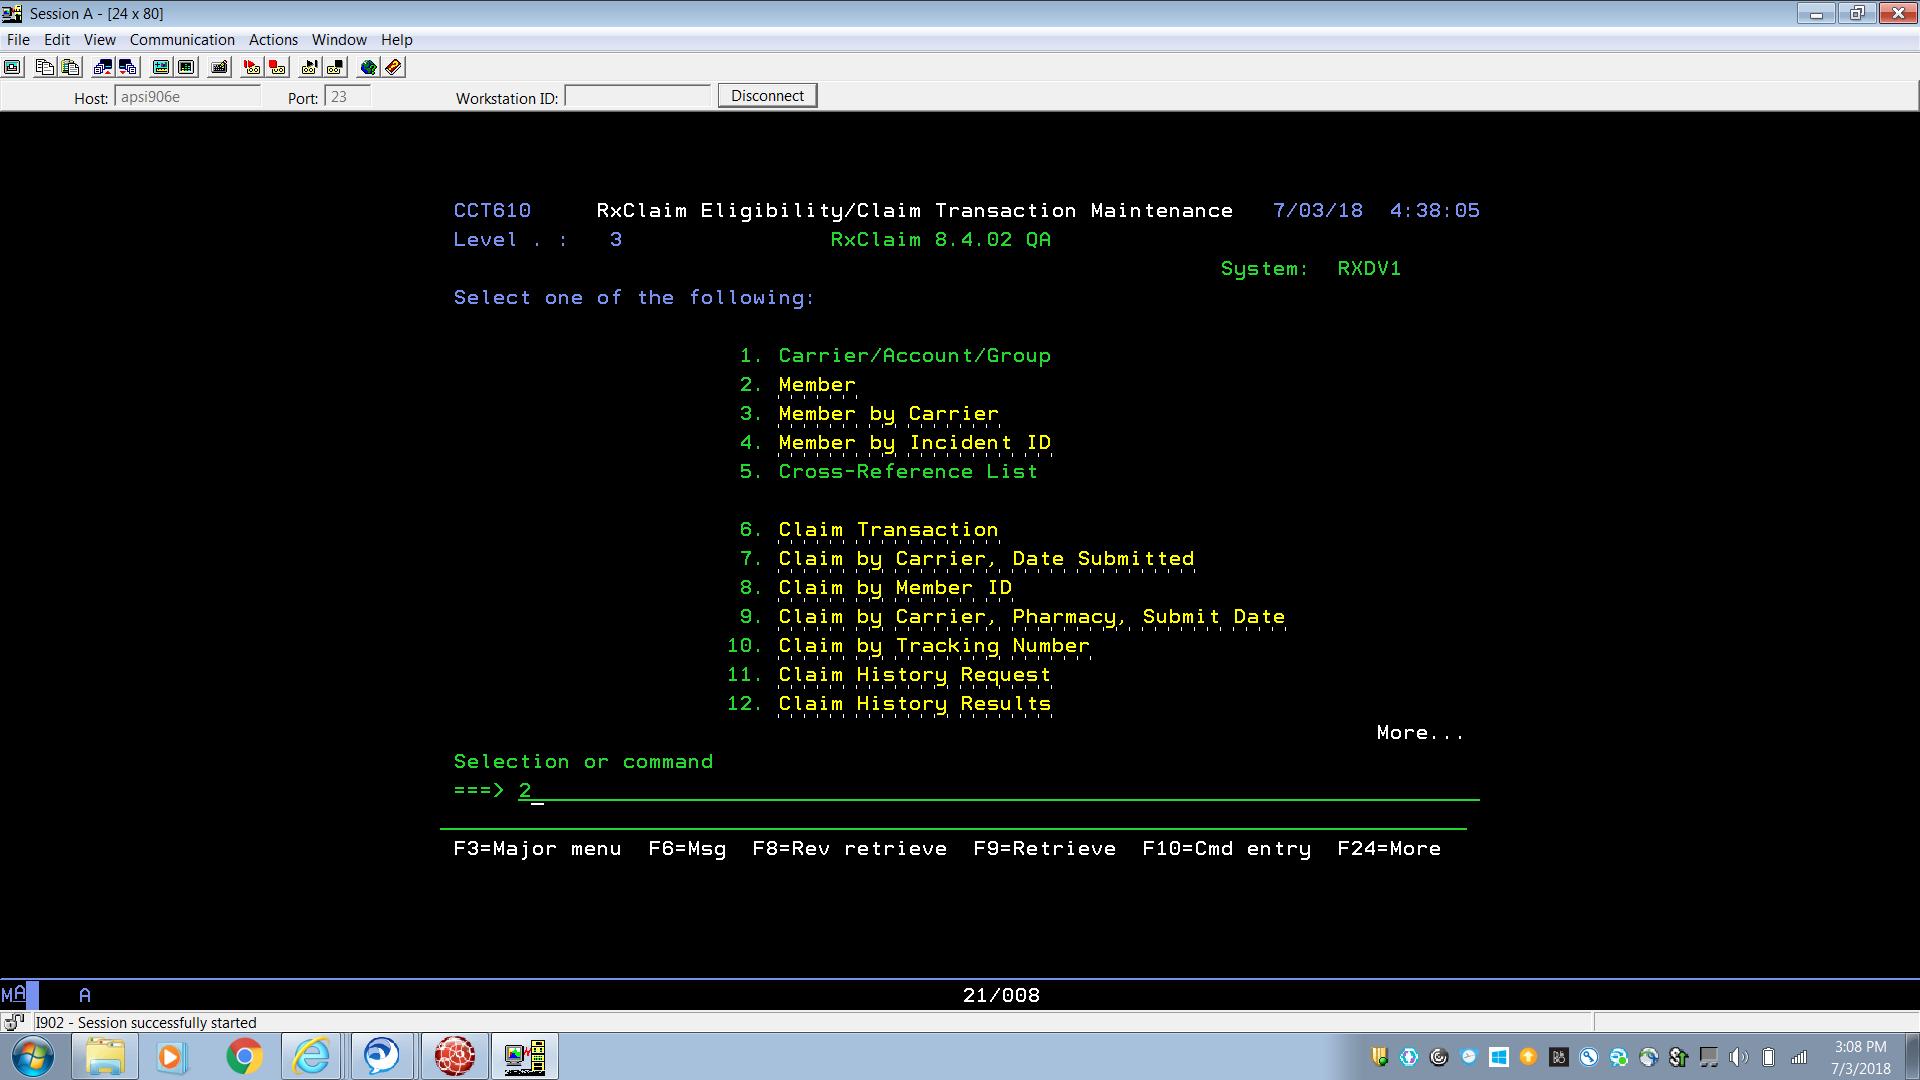 Session A - [24 x 80]
File Edit View Communication Actions Window Help
Host: apsi906e Port: 23 Workstation ID: Disconnect
CCT610 RxClaim Eligibility/Claim Transaction Maintenance 7/03/18 4:38:05
Level . : 3 RxClaim 8.4.02 QA
System: RXDV1
Select one of the following:
1. Carrier/Account/Group
2. Member
3. Member by Carrier
4. Member by Incident ID
5. Cross-Reference List
6. Claim Transaction
7. Claim by Carrier, Date Submitted
8. Claim by Member ID
9. Claim by Carrier, Pharmacy, Submit Date
10. Claim by Tracking Number
11. Claim History Request
12. Claim History Results
More...
Selection or command
===> 2
F3=Major menu F6=Msg F8=Rev retrieve F9=Retrieve F10=Cmd entry F24=More
MA A 21/008
I902 - Session successfully started
3:08 PM
7/3/2018